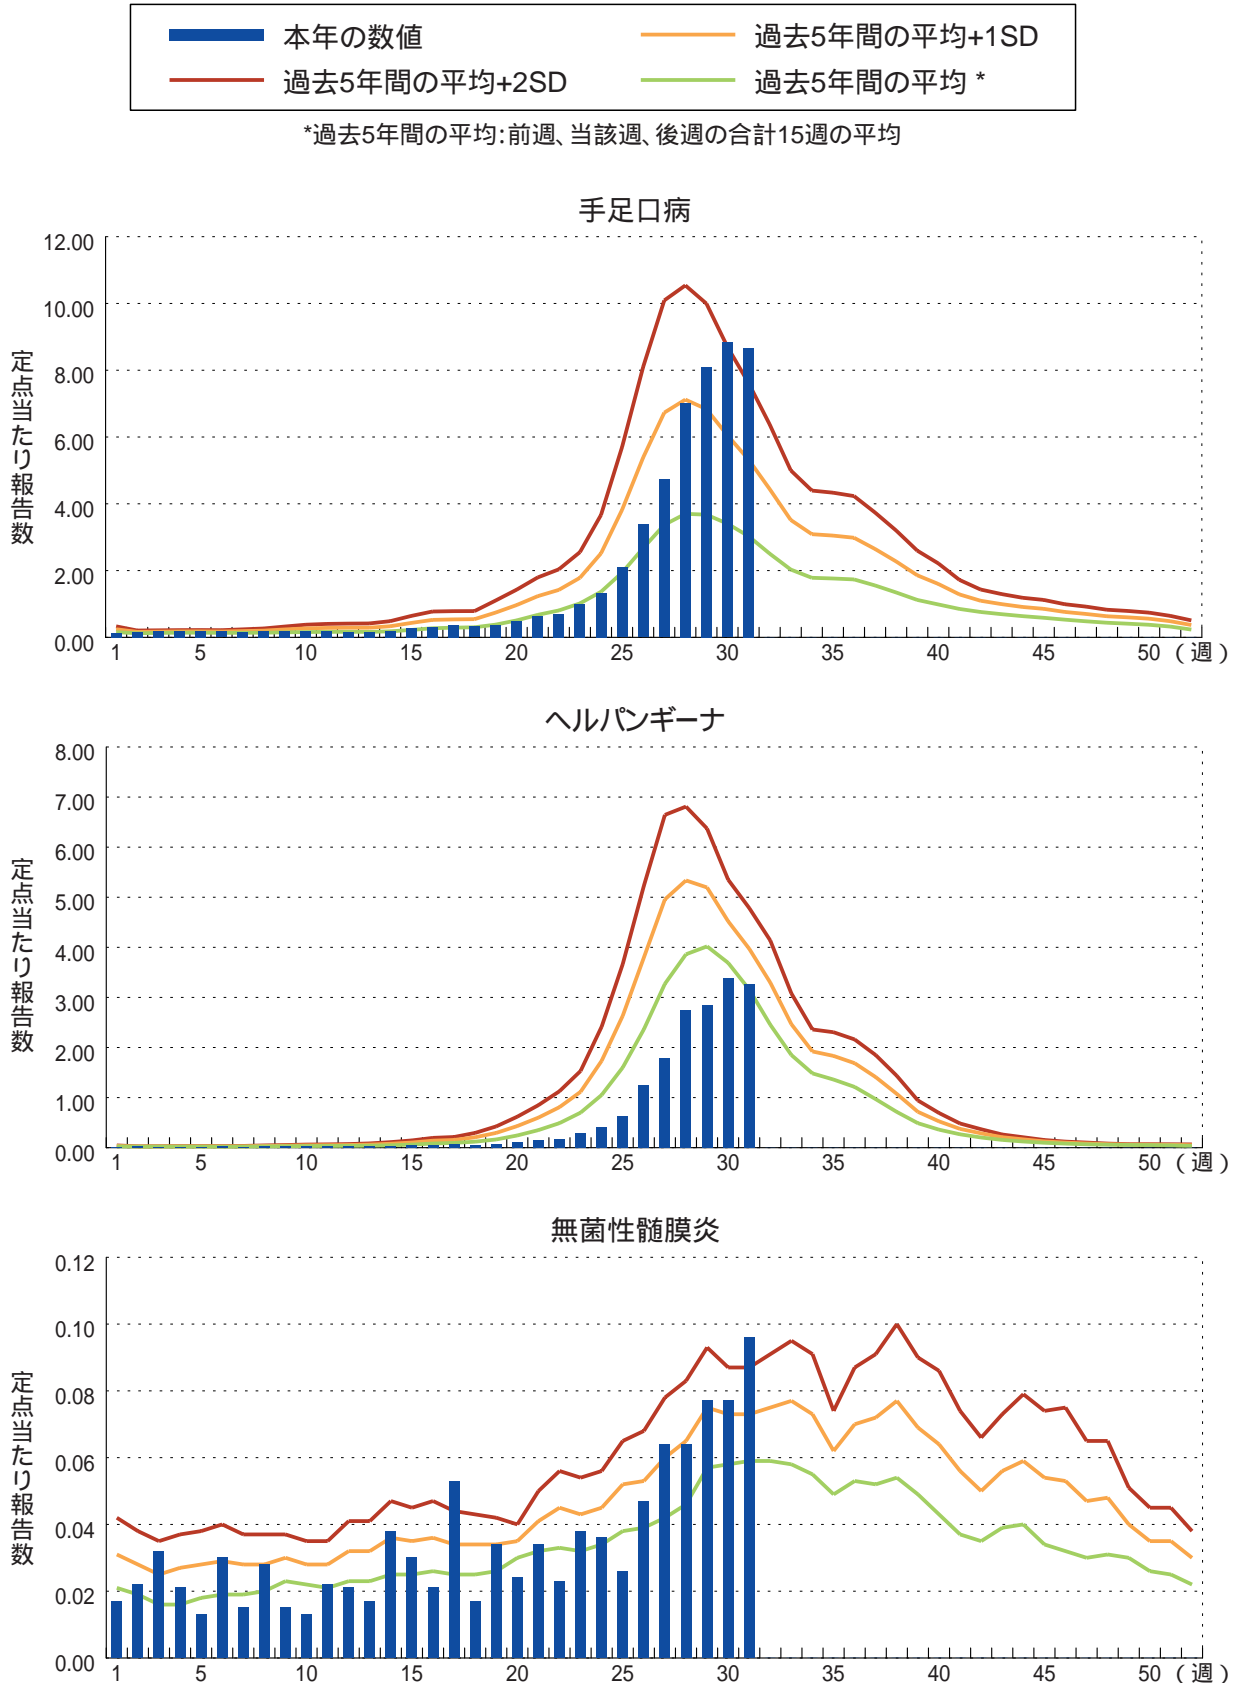 本年の数値 過去5年間の平均+1SD
過去5年間の平均+2SD 過去5年間の平均 *
*過去5年間の平均:前週、当該週、後週の合計15週の平均
手足口病
定点当たり報告数
12.00
10.00
8.00
6.00
4.00
2.00
0.00
1 5 10 15 20 25 30 35 40 45 50 (週)
ヘルパンギーナ
定点当たり報告数
8.00
7.00
6.00
5.00
4.00
3.00
2.00
1.00
0.00
1 5 10 15 20 25 30 35 40 45 50 (週)
無菌性髄膜炎
定点当たり報告数
0.12
0.10
0.08
0.06
0.04
0.02
0.00
1 5 10 15 20 25 30 35 40 45 50 (週)